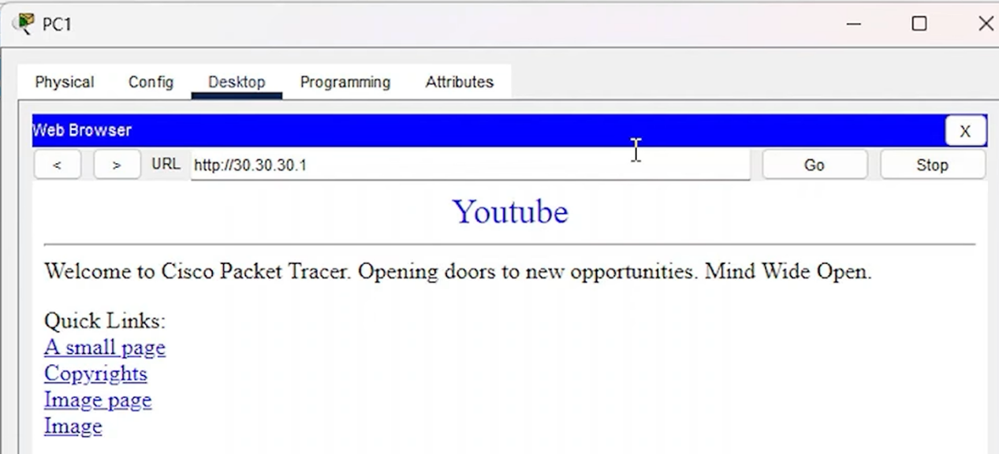 PC1
Physical Config Desktop Programming Attributes
Web Browser X
< > URL http://30.30.30.1 Go Stop
Youtube
Welcome to Cisco Packet Tracer. Opening doors to new opportunities. Mind Wide Open.
Quick Links:
A small page
Copyrights
Image page
Image